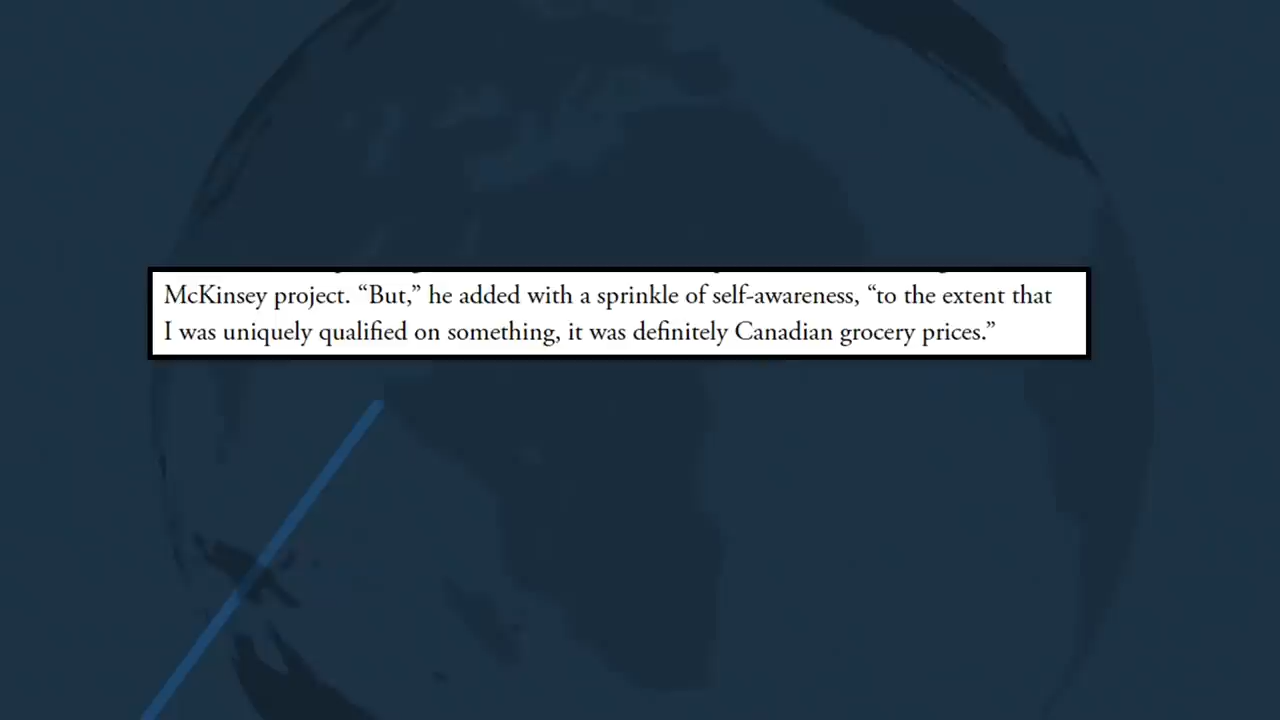 McKinsey project. “But,” he added with a sprinkle of self-awareness, “to the extent that
I was uniquely qualified on something, it was definitely Canadian grocery prices.”